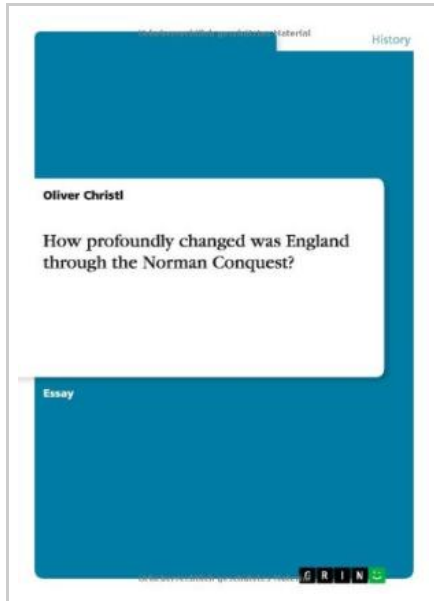 History
Oliver Christl
How profoundly changed was England
through the Norman Conquest?
Essay
GRIN